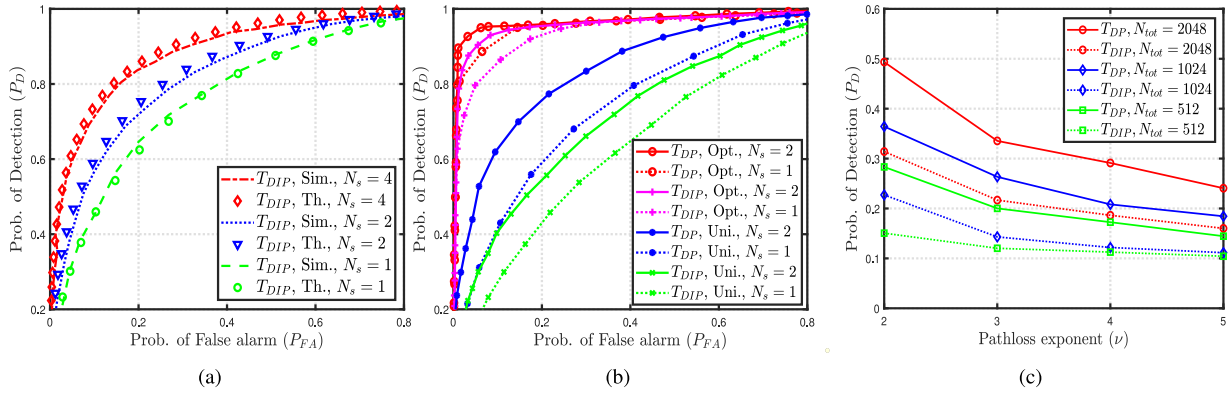 Prob. of Detection (P_D)
1
0.8
0.6
0.4
0.2
0
0.2
0.4
0.6
0.8
Prob. of False alarm (P_FA)
T_DIP, Sim., N_s = 4
T_DIP, Th., N_s = 4
T_DIP, Sim., N_s = 2
T_DIP, Th., N_s = 2
T_DIP, Sim., N_s = 1
T_DIP, Th., N_s = 1
(a)
Prob. of Detection (P_D)
1
0.8
0.6
0.4
0.2
0
0.2
0.4
0.6
0.8
Prob. of False alarm (P_FA)
T_DP, Opt., N_s = 2
T_DP, Opt., N_s = 1
T_DIP, Opt., N_s = 2
T_DIP, Opt., N_s = 1
T_DP, Uni., N_s = 2
T_DP, Uni., N_s = 1
T_DIP, Uni., N_s = 2
T_DIP, Uni., N_s = 1
(b)
Prob. of Detection (P_D)
0.6
0.5
0.4
0.3
0.2
0.1
0
2
3
4
5
Pathloss exponent (ν)
T_DP, N_tot = 2048
T_DIP, N_tot = 2048
T_DP, N_tot = 1024
T_DIP, N_tot = 1024
T_DP, N_tot = 512
T_DIP, N_tot = 512
(c)